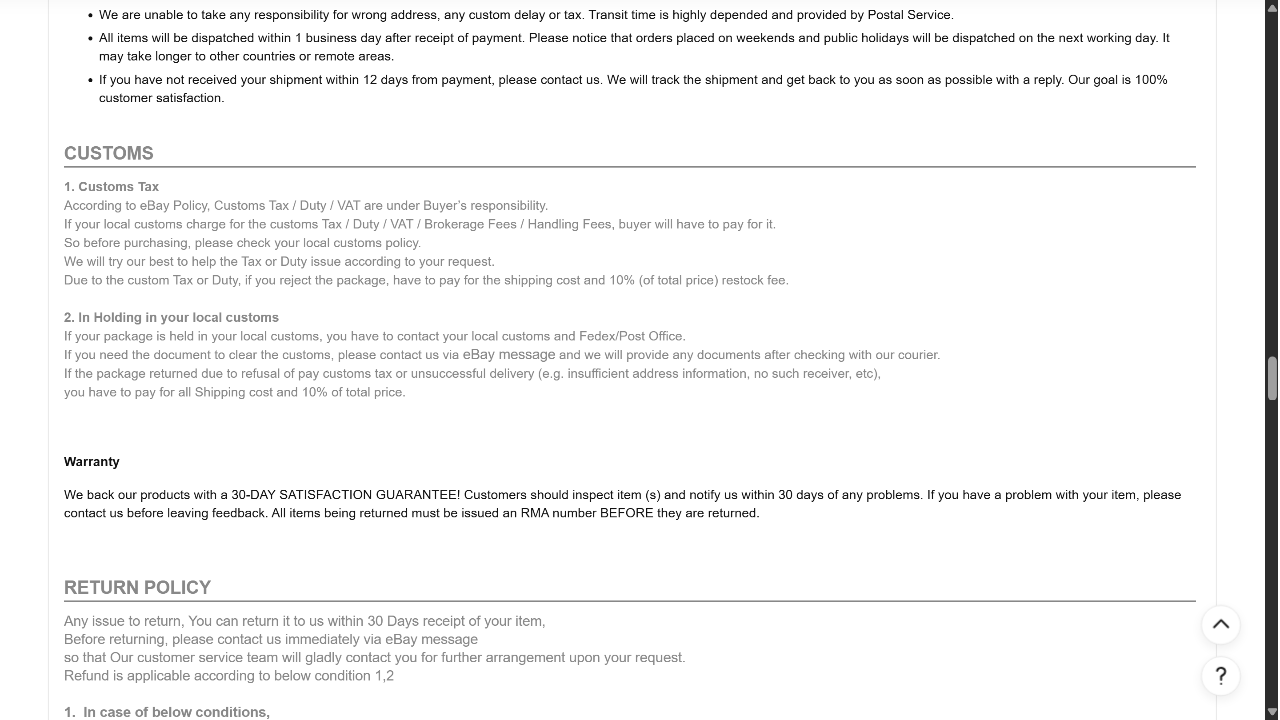 • We are unable to take any responsibility for wrong address, any custom delay or tax. Transit time is highly depended and provided by Postal Service.
• All items will be dispatched within 1 business day after receipt of payment. Please notice that orders placed on weekends and public holidays will be dispatched on the next working day. It
may take longer to other countries or remote areas.
• If you have not received your shipment within 12 days from payment, please contact us. We will track the shipment and get back to you as soon as possible with a reply. Our goal is 100%
customer satisfaction.
CUSTOMS
1. Customs Tax
According to eBay Policy, Customs Tax / Duty / VAT are under Buyer's responsibility.
If your local customs charge for the customs Tax / Duty / VAT / Brokerage Fees / Handling Fees, buyer will have to pay for it.
So before purchasing, please check your local customs policy.
We will try our best to help the Tax or Duty issue according to your request.
Due to the custom Tax or Duty, if you reject the package, have to pay for the shipping cost and 10% (of total price) restock fee.
2. In Holding in your local customs
If your package is held in your local customs, you have to contact your local customs and Fedex/Post Office.
If you need the document to clear the customs, please contact us via eBay message and we will provide any documents after checking with our courier.
If the package returned due to refusal of pay customs tax or unsuccessful delivery (e.g. insufficient address information, no such receiver, etc),
you have to pay for all Shipping cost and 10% of total price.
Warranty
We back our products with a 30-DAY SATISFACTION GUARANTEE! Customers should inspect item (s) and notify us within 30 days of any problems. If you have a problem with your item, please
contact us before leaving feedback. All items being returned must be issued an RMA number BEFORE they are returned.
RETURN POLICY
Any issue to return, You can return it to us within 30 Days receipt of your item,
Before returning, please contact us immediately via eBay message
so that Our customer service team will gladly contact you for further arrangement upon your request.
Refund is applicable according to below condition 1,2
1. In case of below conditions,
?